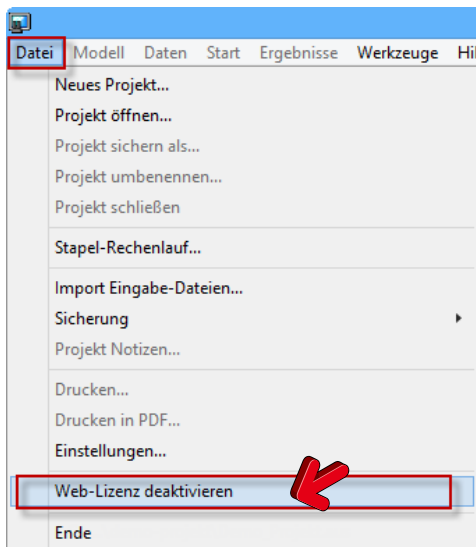 Datei Modell Daten Start Ergebnisse Werkzeuge
Neues Projekt...
Projekt öffnen...
Projekt sichern als...
Projekt umbenennen...
Projekt schließen
Stapel-Rechenlauf...
Import Eingabe-Dateien...
Sicherung
Projekt Notizen...
Drucken...
Drucken in PDF...
Einstellungen...
Web-Lizenz deaktivieren
Ende